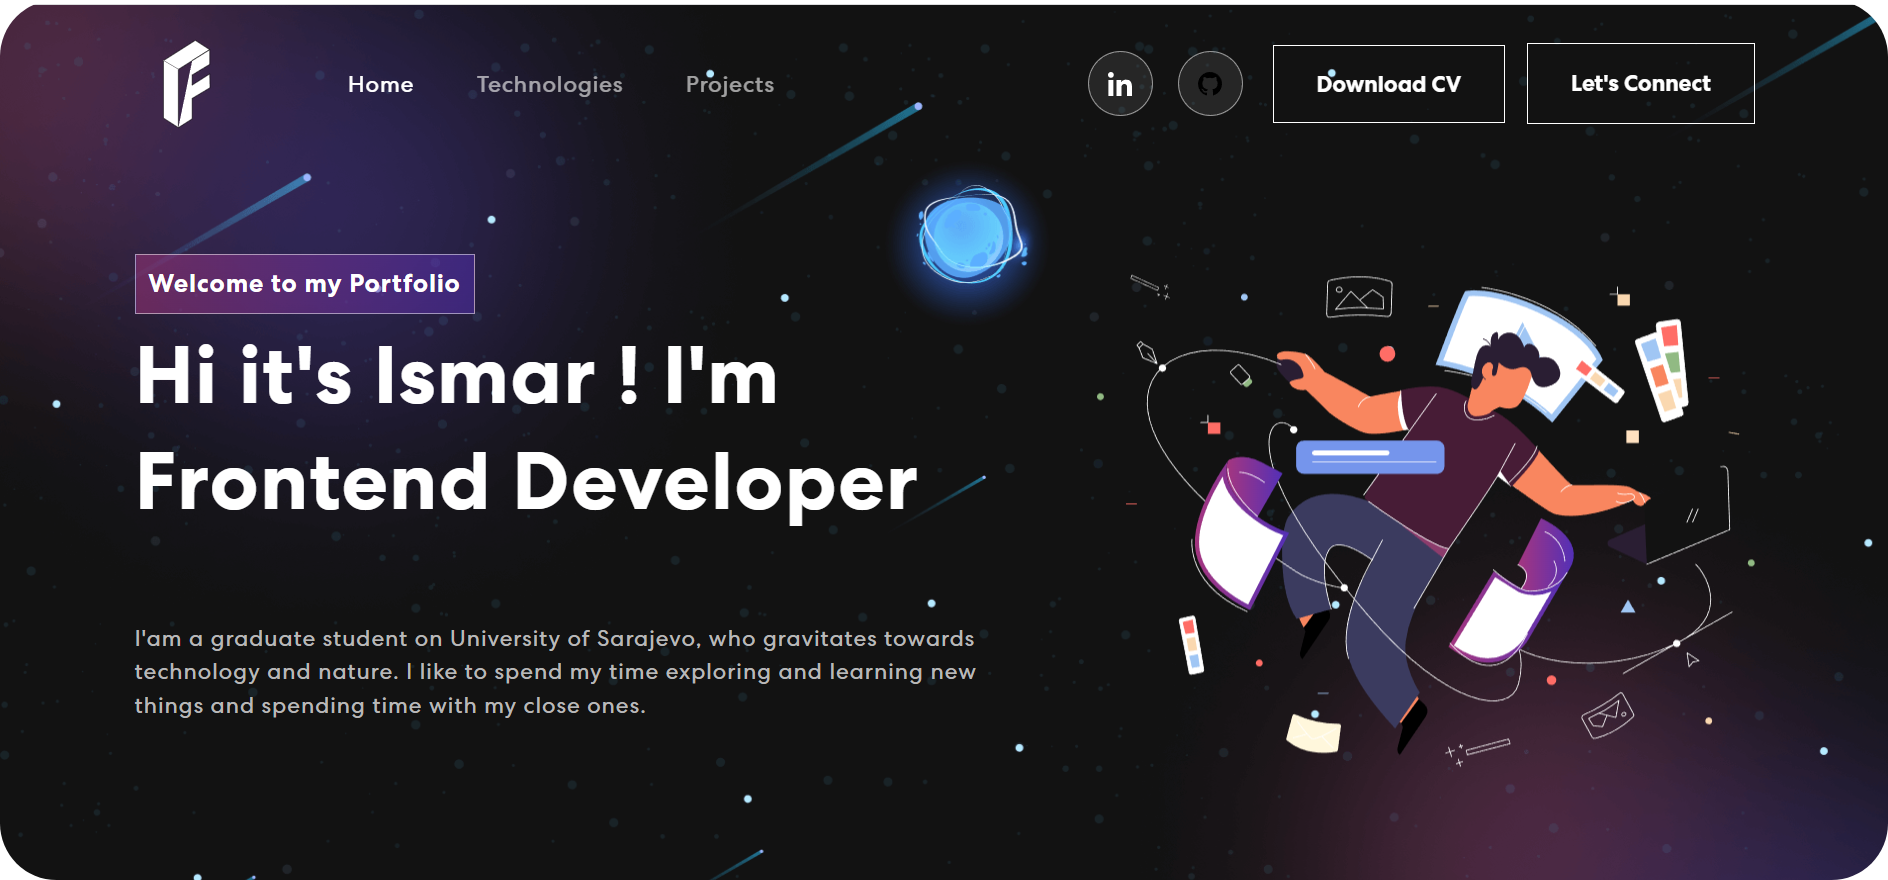 Home Technologies Projects in Download CV Let's Connect
Welcome to my Portfolio
Hi it's Ismar ! I'm
Frontend Developer
I'am a graduate student on University of Sarajevo, who gravitates towards
technology and nature. I like to spend my time exploring and learning new
things and spending time with my close ones.